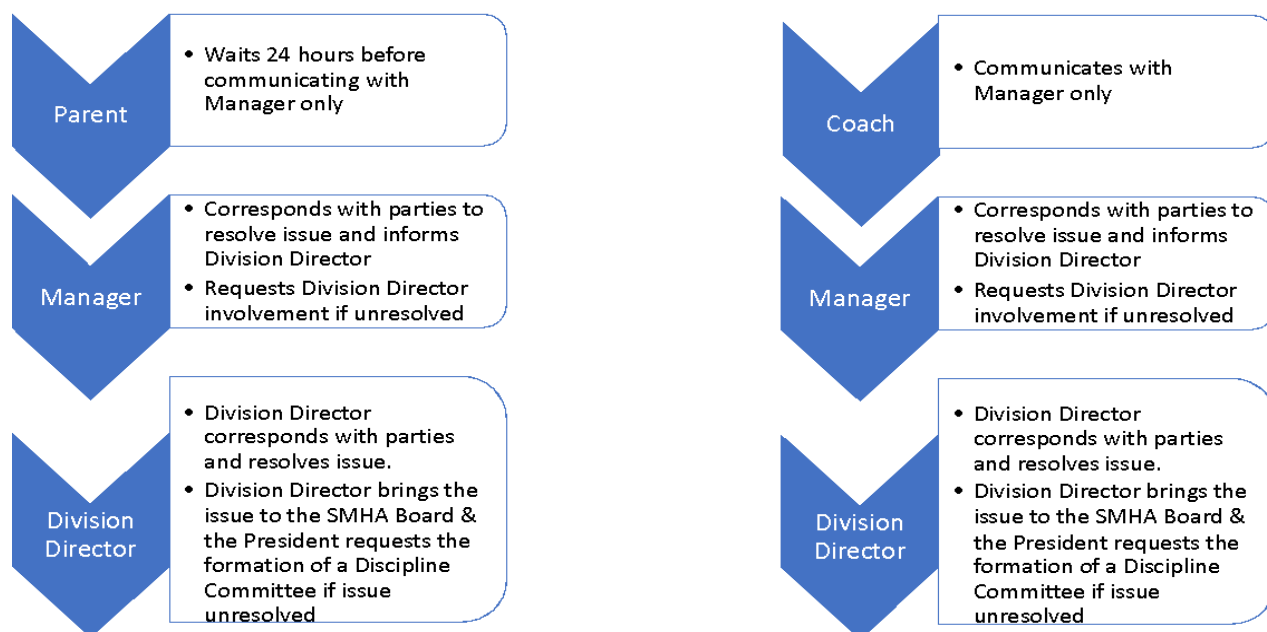 Parent
• Waits 24 hours before
communicating with
Manager only
Manager
• Corresponds with parties to
resolve issue and informs
Division Director
• Requests Division Director
involvement if unresolved
Division
Director
• Division Director
corresponds with parties
and resolves issue.
• Division Director brings the
issue to the SMHA Board &
the President requests the
formation of a Discipline
Committee if issue
unresolved
Coach
• Communicates with
Manager only
Manager
• Corresponds with parties to
resolve issue and informs
Division Director
• Requests Division Director
involvement if unresolved
Division
Director
• Division Director
corresponds with parties
and resolves issue.
• Division Director brings the
issue to the SMHA Board &
the President requests the
formation of a Discipline
Committee if issue
unresolved